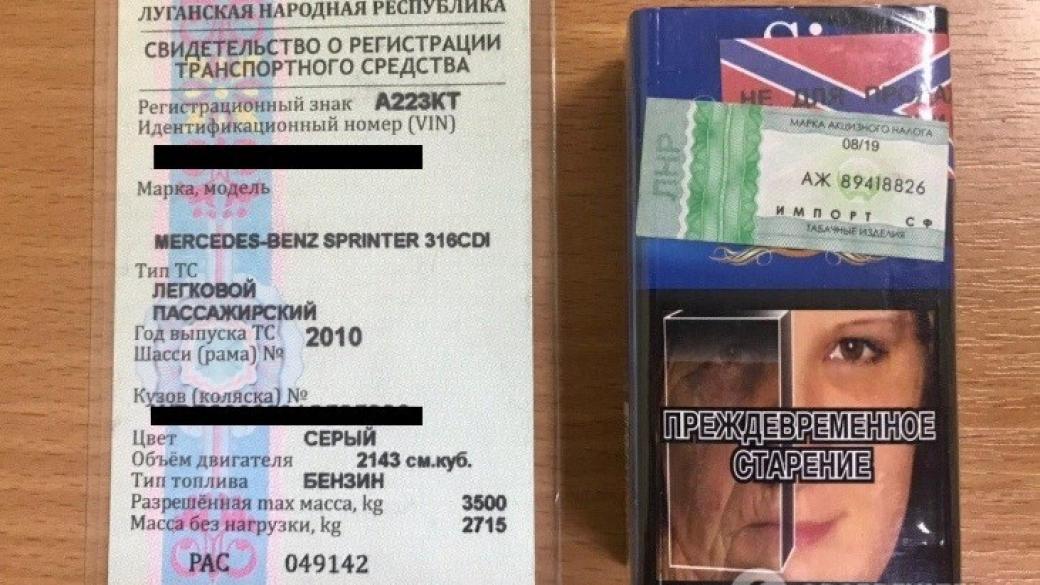 ЛУГАНСКАЯ НАРОДНАЯ РЕСПУБЛИКА
СВИДЕТЕЛЬСТВО О РЕГИСТРАЦИИ
ТРАНСПОРТНОГО СРЕДСТВА
Регистрационный знак А223КТ
Идентификационный номер (VIN)
Марка, модель
MERCEDES-BENZ SPRINTER 316CDI
Тип ТС
ЛЕГКОВОЙ
ПАССАЖИРСКИЙ
Год выпуска ТС 2010
Шасси (рама) №
Кузов (коляска) №
Цвет СЕРЫЙ
Объём двигателя 2143 см.куб.
Тип топлива БЕНЗИН
Разрешённая max масса, kg 3500
Масса без нагрузки, kg 2715
РАС 049142
НЕ ДЛЯ
ЛНР
МАРКА АКЦИЗНОГО НАЛОГА
08/19
АЖ 89418826
ИМПОРТ СФ
ТАБАЧНЫЕ ИЗДЕЛИЯ
ПРЕЖДЕВРЕМЕННОЕ
СТАРЕНИЕ